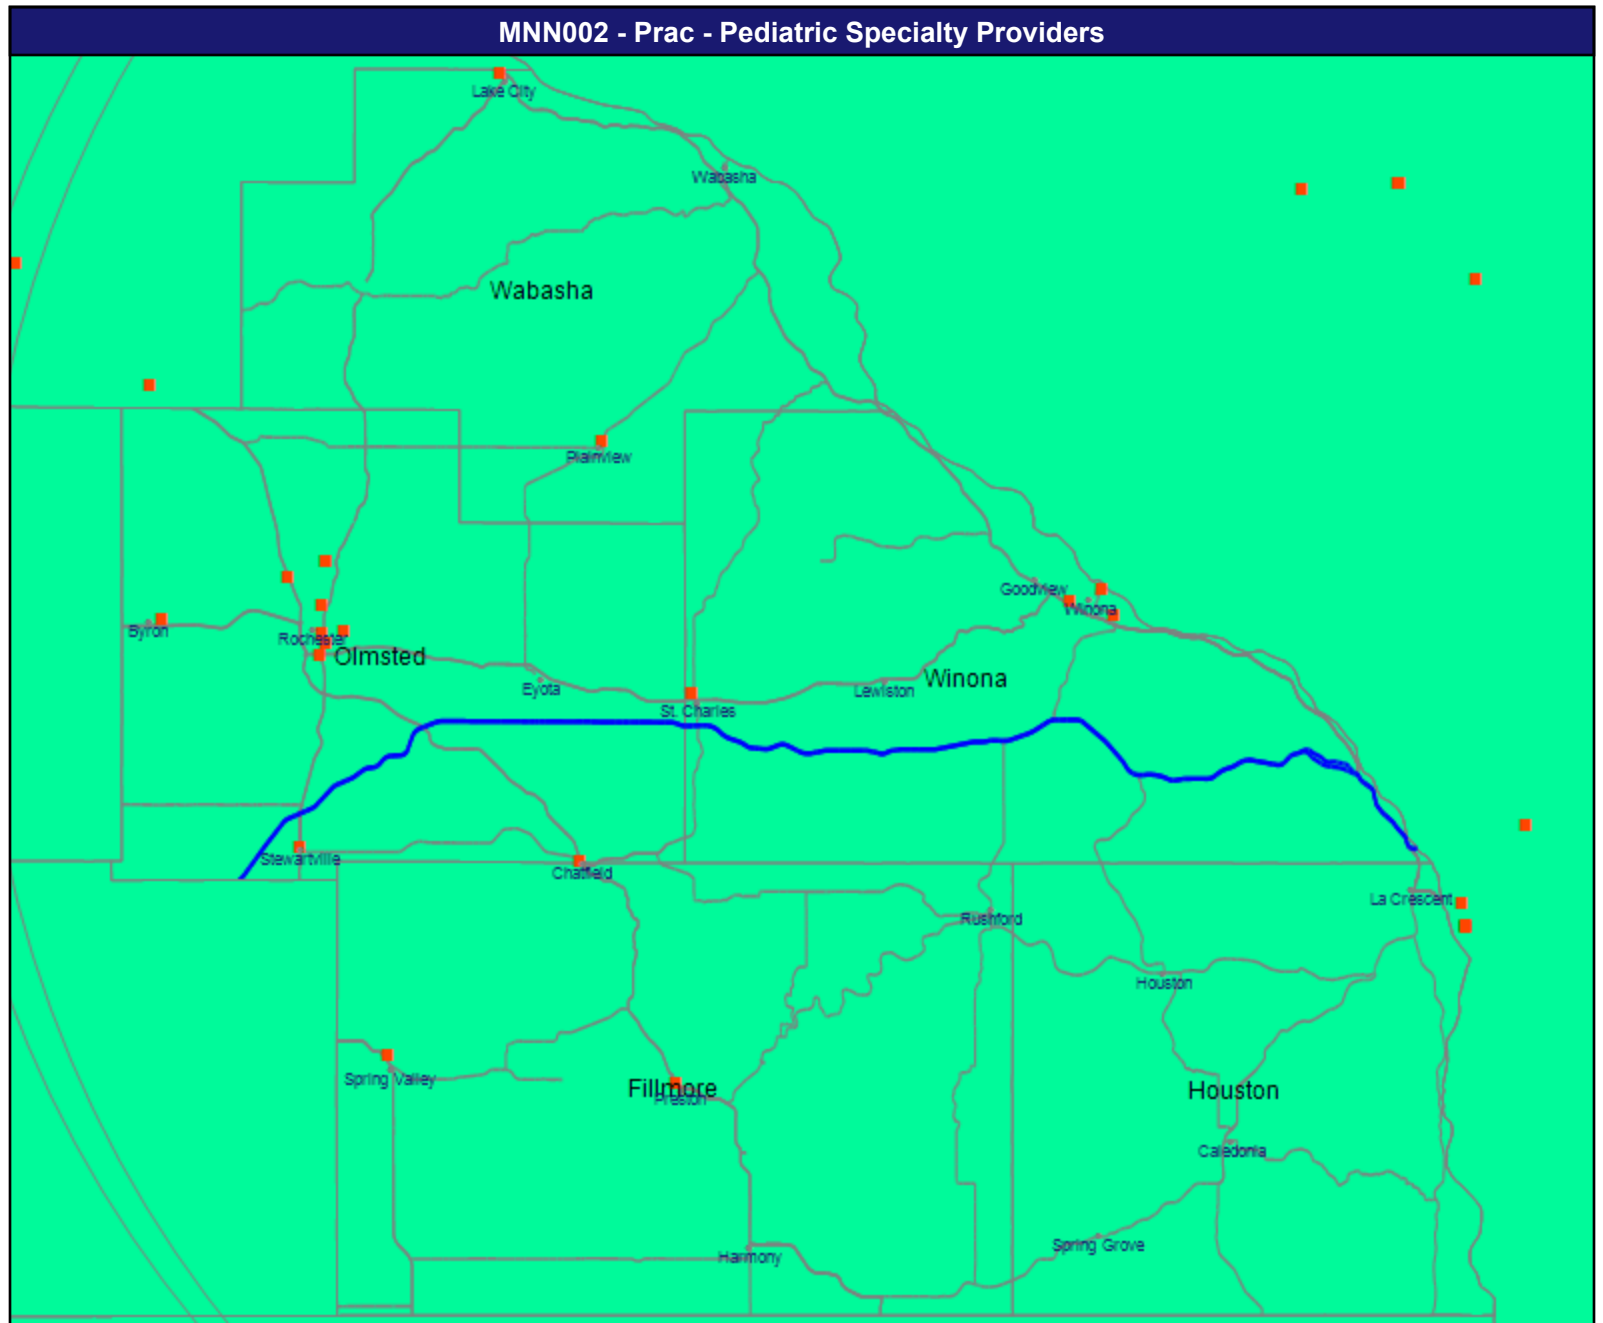 MNN002 - Prac - Pediatric Specialty Providers
Lake City
Wabasha
Wabasha
Plainview
Goodview
Winona
Byron
Rochester
Olmsted
Eyota
Lewiston
Winona
St. Charles
Stewartville
Chatfield
La Crescent
Rushford
Houston
Spring Valley
Fillmore
Preston
Houston
Caledonia
Harmony
Spring Grove